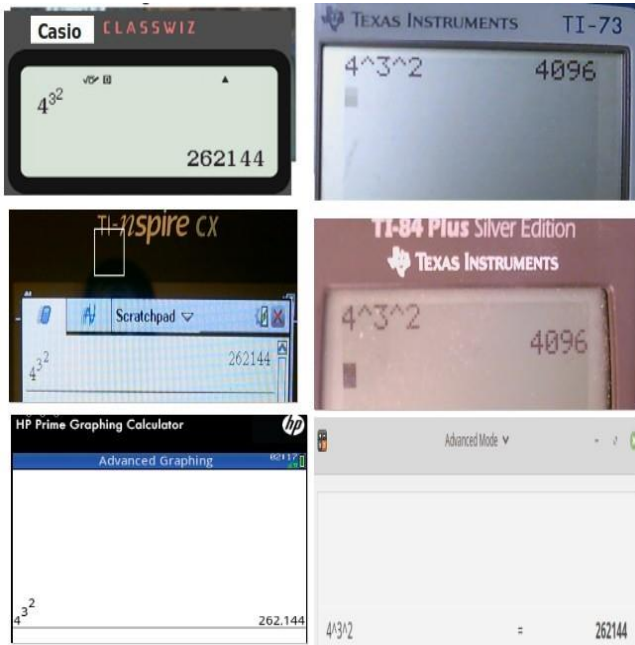 Casio CLASSWIZ
4^3^2
262144
TEXAS INSTRUMENTS TI-73
4^3^2 4096
TI-nspire CX
Scratchpad
4^3^2 262144
TI-84 Plus Silver Edition
TEXAS INSTRUMENTS
4^3^2
4096
HP Prime Graphing Calculator hp
Advanced Graphing 02:17
4^3^2 262.144
Advanced Mode
4^3^2 = 262144